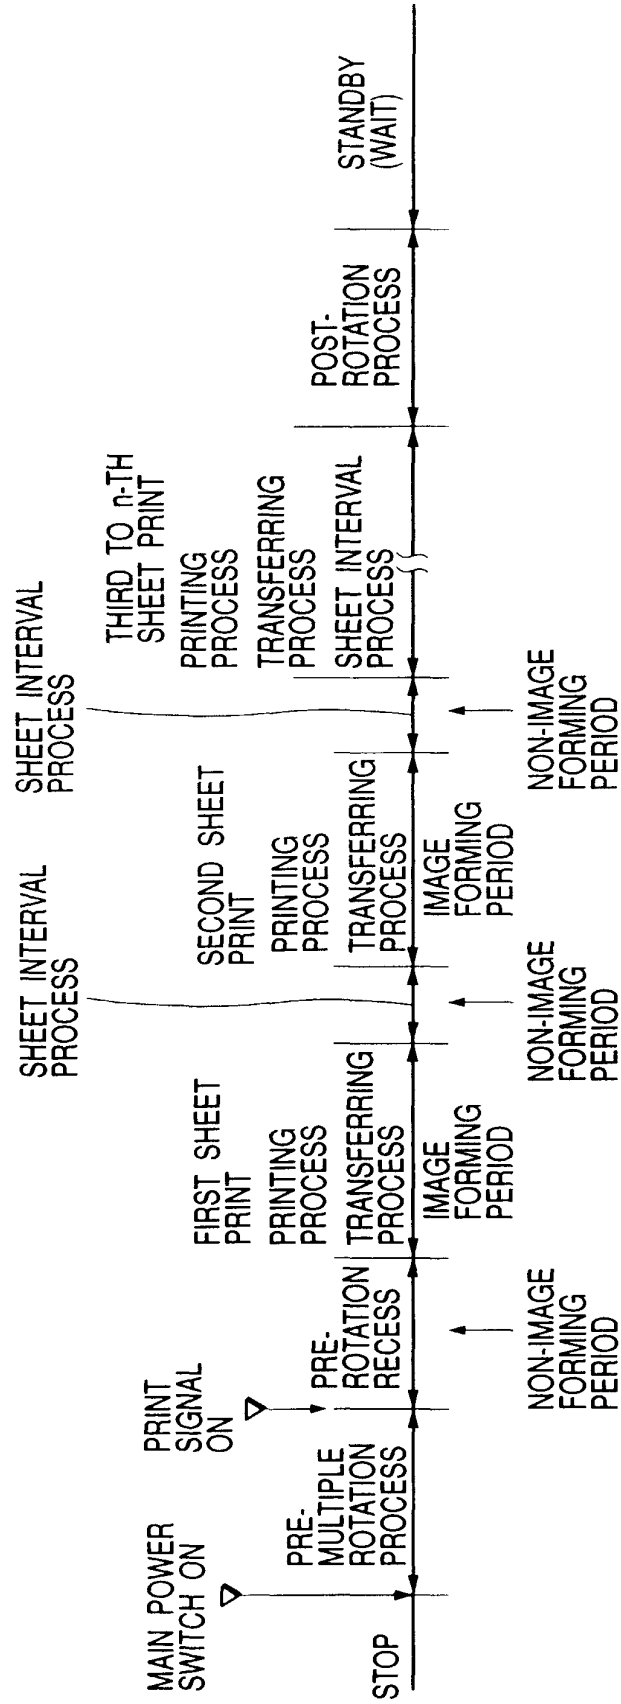 STOP
MAIN POWER
SWITCH ON
PRE-
MULTIPLE
ROTATION
PROCESS
PRINT
SIGNAL
ON
PRE-
ROTATION
RECESS
NON-IMAGE
FORMING
PERIOD
FIRST SHEET
PRINT
PRINTING
PROCESS
TRANSFERRING
PROCESS
IMAGE
FORMING
PERIOD
SHEET INTERVAL
PROCESS
NON-IMAGE
FORMING
PERIOD
SECOND SHEET
PRINT
PRINTING
PROCESS
TRANSFERRING
PROCESS
IMAGE
FORMING
PERIOD
SHEET INTERVAL
PROCESS
NON-IMAGE
FORMING
PERIOD
THIRD TO n-TH
SHEET PRINT
PRINTING
PROCESS
TRANSFERRING
PROCESS
SHEET INTERVAL
PROCESS
POST-
ROTATION
PROCESS
STANDBY
(WAIT)